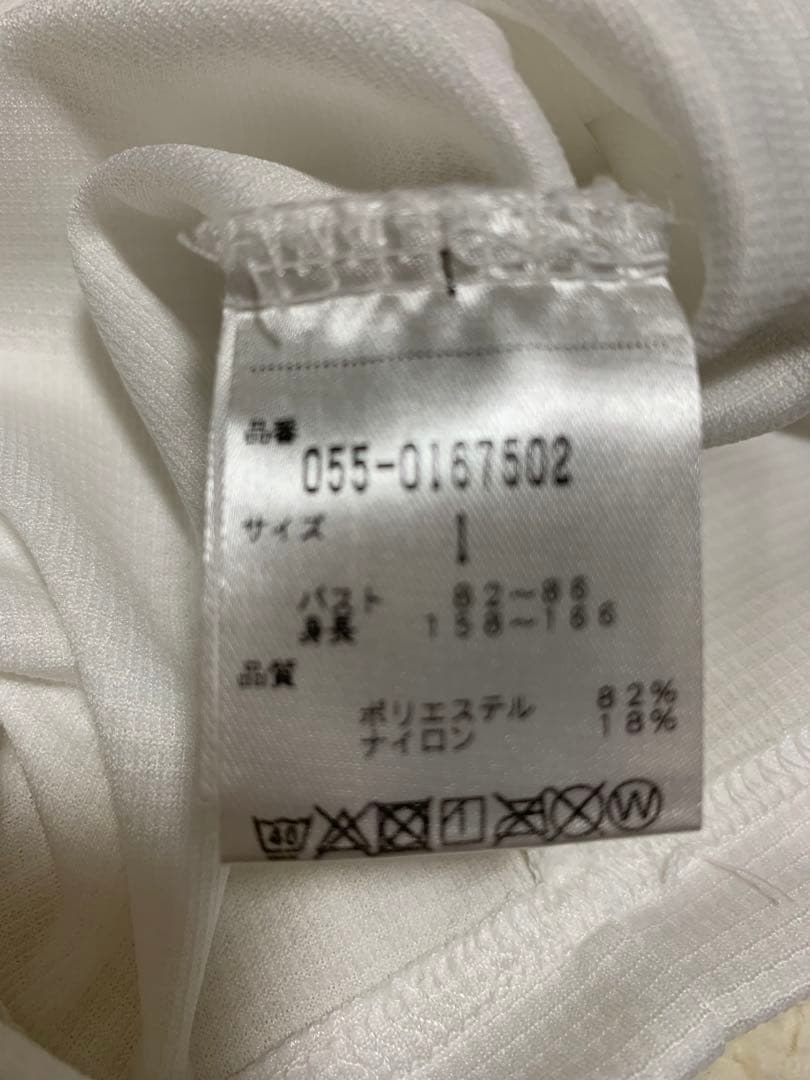 品番
055-0167502
サイズ 1
バスト 82～86
身長 158～166
品質
ポリエステル 82%
ナイロン 18%
40
W